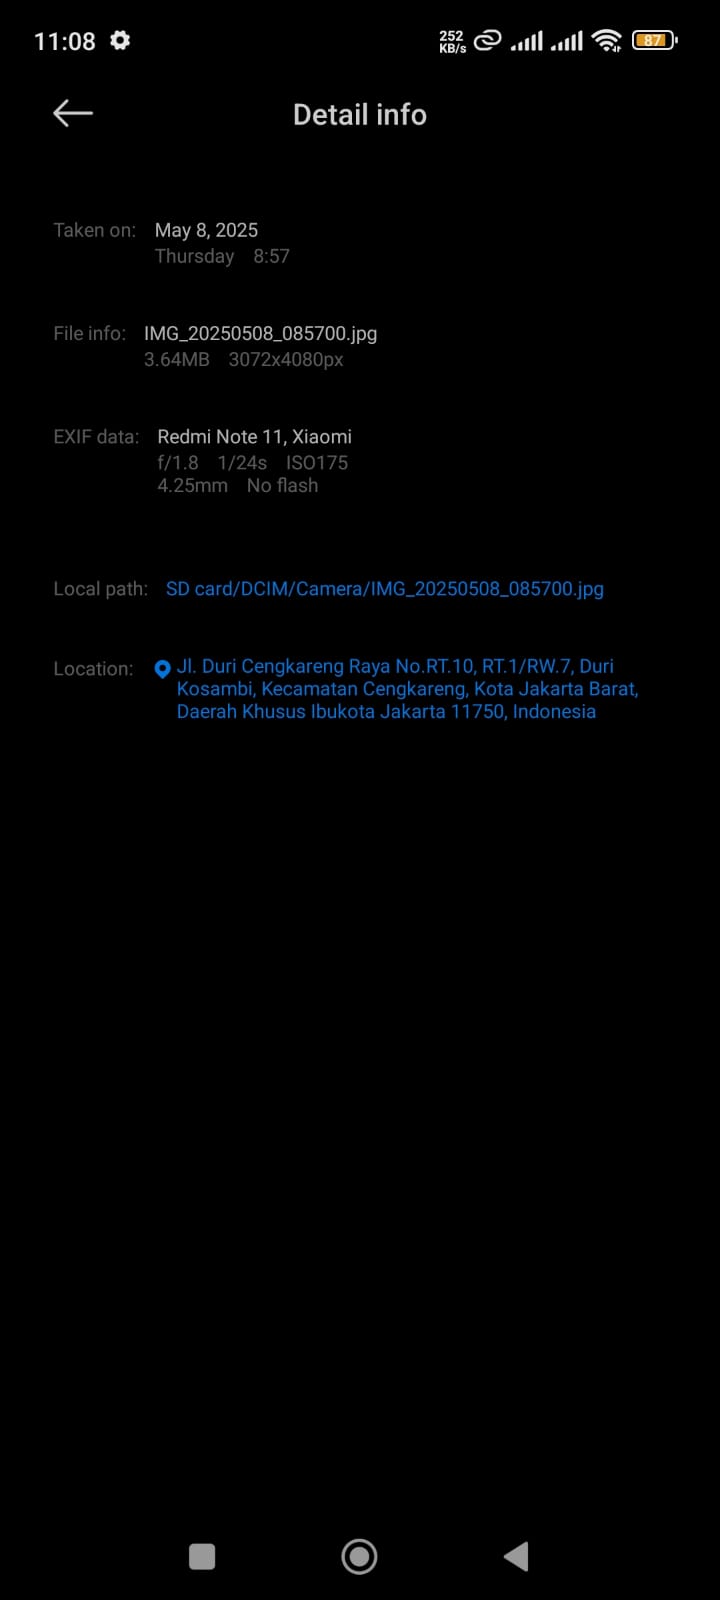 11:08
252
KB/s
87
Detail info
Taken on: May 8, 2025
Thursday 8:57
File info: IMG_20250508_085700.jpg
3.64MB 3072x4080px
EXIF data: Redmi Note 11, Xiaomi
f/1.8 1/24s ISO175
4.25mm No flash
Local path: SD card/DCIM/Camera/IMG_20250508_085700.jpg
Location: Jl. Duri Cengkareng Raya No.RT.10, RT.1/RW.7, Duri
Kosambi, Kecamatan Cengkareng, Kota Jakarta Barat,
Daerah Khusus Ibukota Jakarta 11750, Indonesia